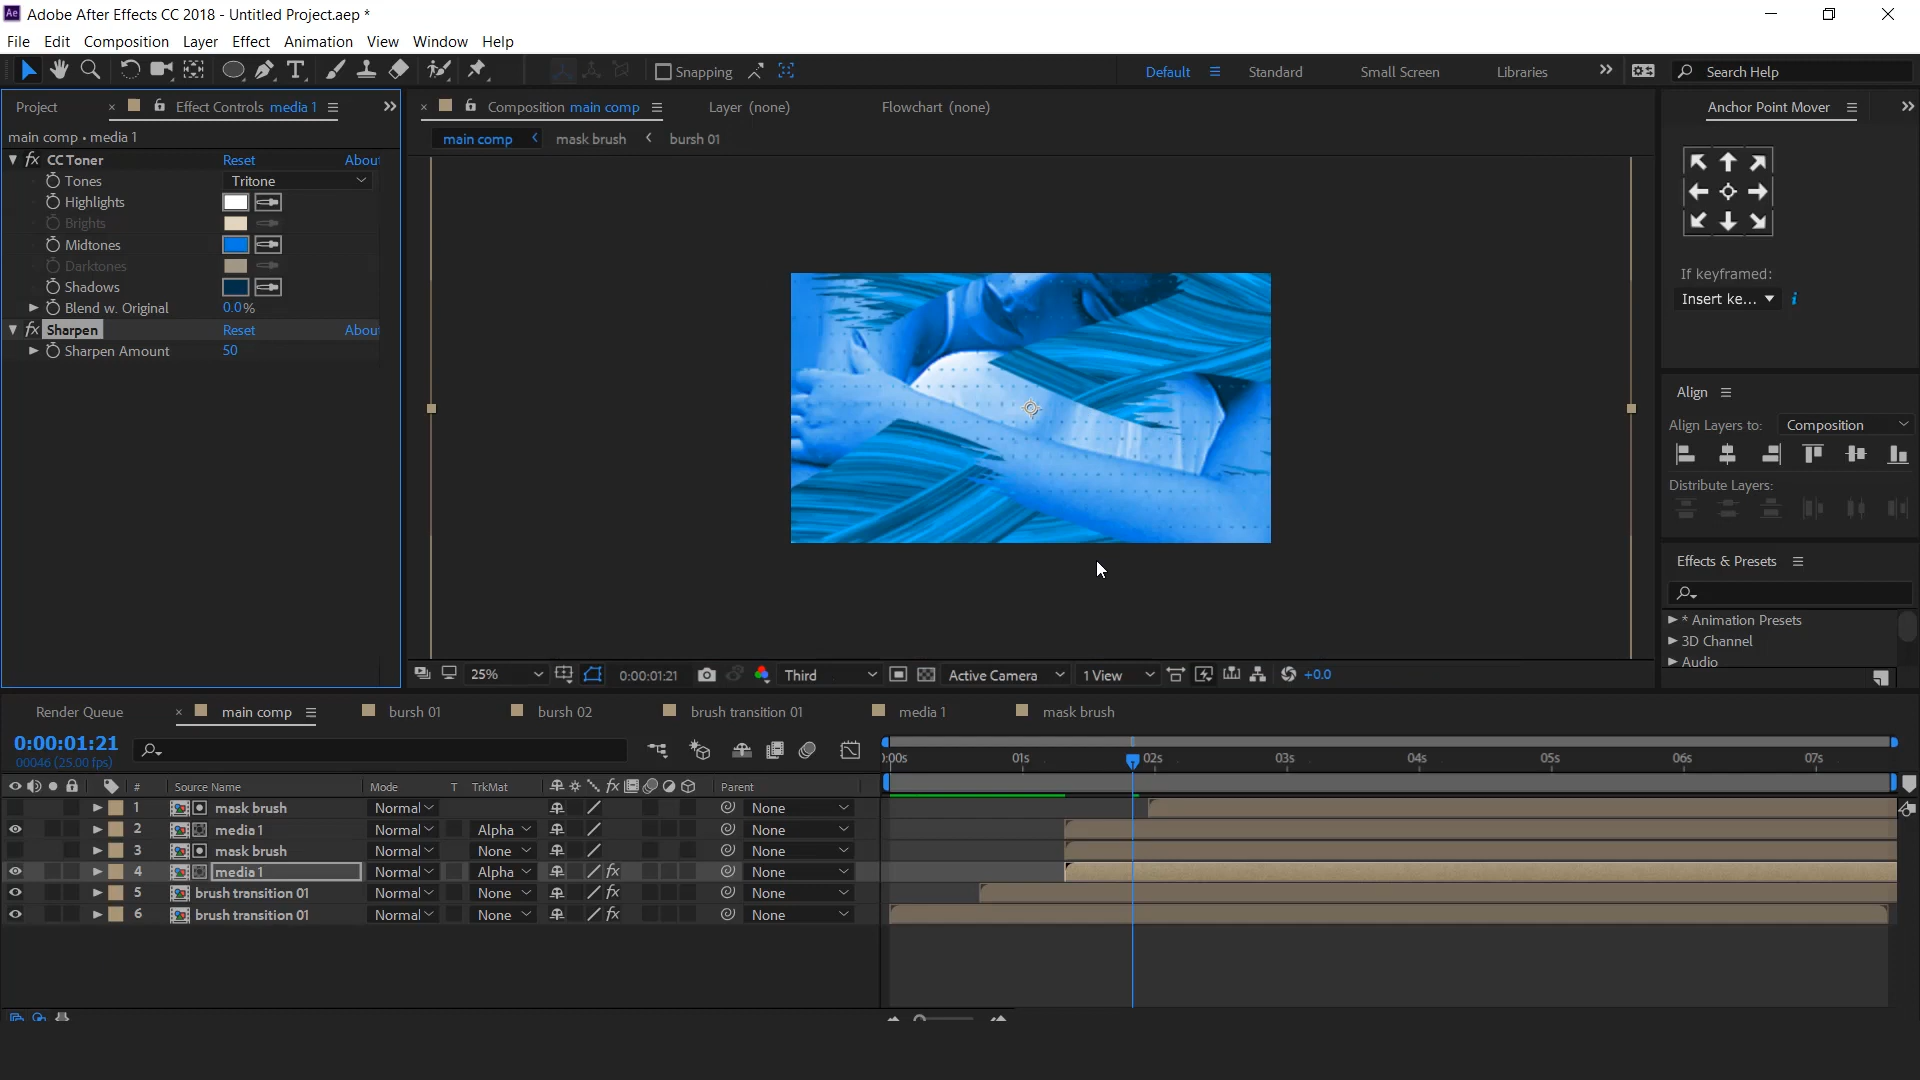 Adobe After Effects CC 2018 - Untitled Project.aep *
File Edit Composition Layer Effect Animation View Window Help
Snapping Default Standard Small Screen Libraries Search Help
Project Effect Controls media 1 Composition main comp Layer (none) Flowchart (none) Anchor Point Mover
main comp • media 1 main comp mask brush bursh 01
fx CC Toner Reset Abou
Tones Tritone
Highlights
Brights
Midtones
Darktones
Shadows
Blend w. Original 0.0%
fx Sharpen Reset Abou
Sharpen Amount 50
If keyframed:
Insert ke...
Align
Align Layers to: Composition
Distribute Layers:
Effects & Presets
* Animation Presets
3D Channel
Audio
25% 0:00:01:21 Third Active Camera 1 View +0.0
Render Queue main comp bursh 01 bursh 02 brush transition 01 media 1 mask brush
0:00:01:21
00046 (25.00 fps)
):00s 01s 02s 03s 04s 05s 06s 07s
# Source Name Mode T TrkMat fx Parent
1 mask brush Normal None
2 media 1 Normal Alpha None
3 mask brush Normal None None
4 media 1 Normal Alpha fx None
5 brush transition 01 Normal None fx None
6 brush transition 01 Normal None fx None